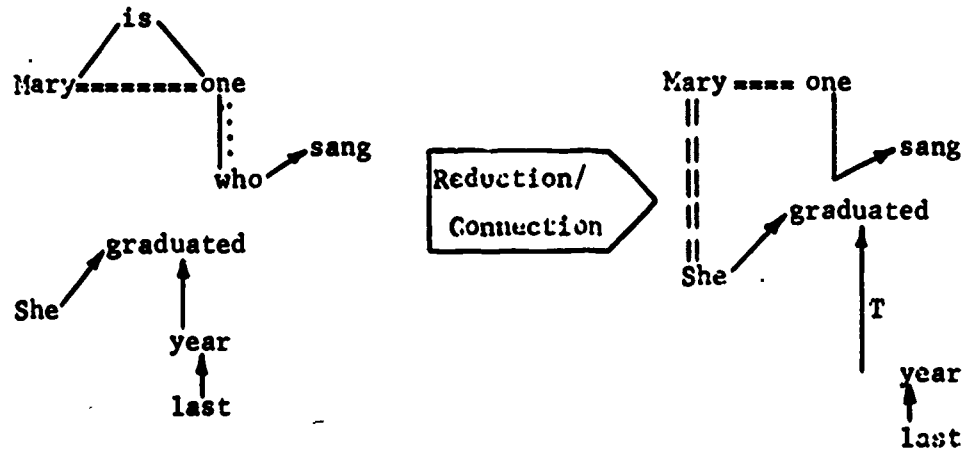 is
Mary one
who sang
graduated
She
year
last
Reduction/
Connection
Mary one
sang
graduated
She
T
year
last